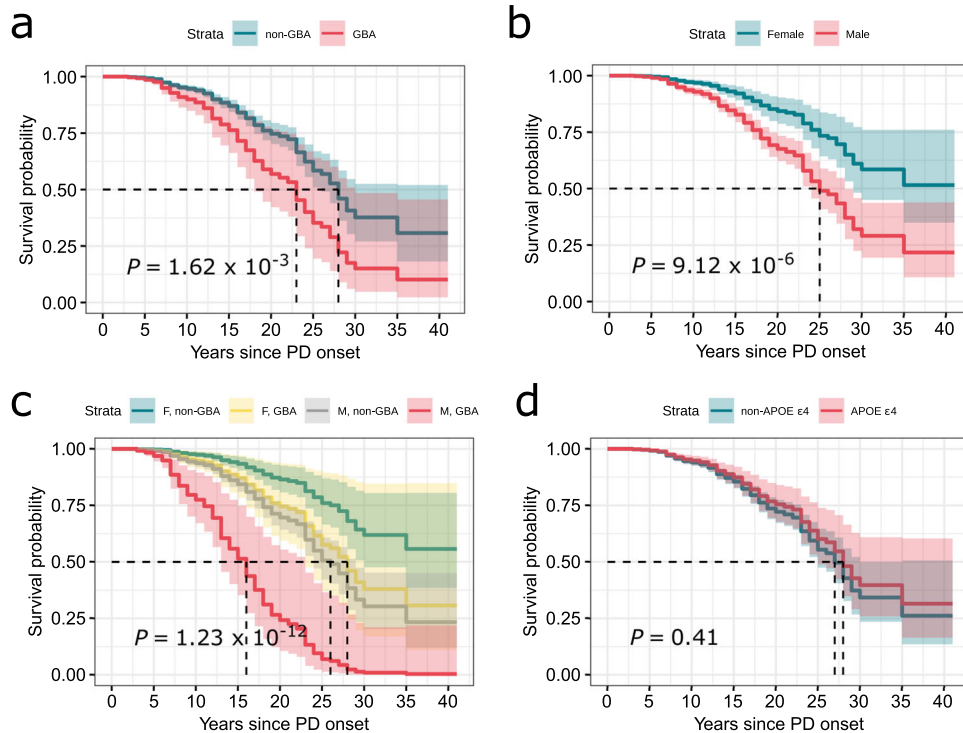 a
Strata non-GBA GBA
1.00
0.75
0.50
0.25
0.00
Survival probability
P = 1.62 x 10⁻³
0 5 10 15 20 25 30 35 40
Years since PD onset
b
Strata Female Male
1.00
0.75
0.50
0.25
0.00
Survival probability
P = 9.12 x 10⁻⁶
0 5 10 15 20 25 30 35 40
Years since PD onset
c
Strata F, non-GBA F, GBA M, non-GBA M, GBA
1.00
0.75
0.50
0.25
0.00
Survival probability
P = 1.23 x 10⁻¹²
0 5 10 15 20 25 30 35 40
Years since PD onset
d
Strata non-APOE ε4 APOE ε4
1.00
0.75
0.50
0.25
0.00
Survival probability
P = 0.41
0 5 10 15 20 25 30 35 40
Years since PD onset